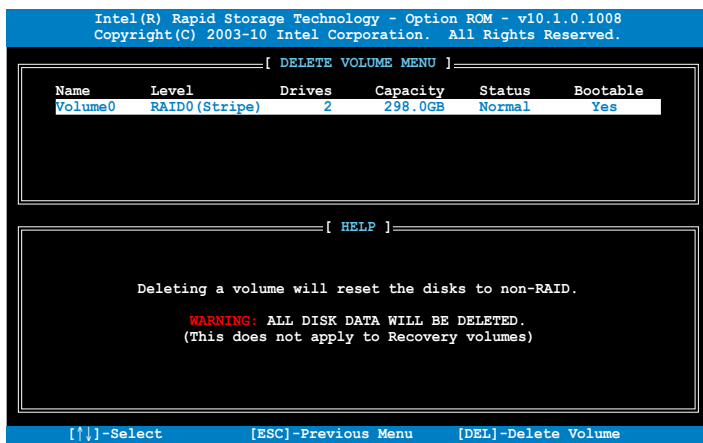 Intel(R) Rapid Storage Technology - Option ROM - v10.1.0.1008
Copyright(C) 2003-10 Intel Corporation. All Rights Reserved.
[ DELETE VOLUME MENU ]
Name Level Drives Capacity Status Bootable
Volume0 RAID0(Stripe) 2 298.0GB Normal Yes
[ HELP ]
Deleting a volume will reset the disks to non-RAID.
WARNING: ALL DISK DATA WILL BE DELETED.
(This does not apply to Recovery volumes)
[↑↓]-Select [ESC]-Previous Menu [DEL]-Delete Volume